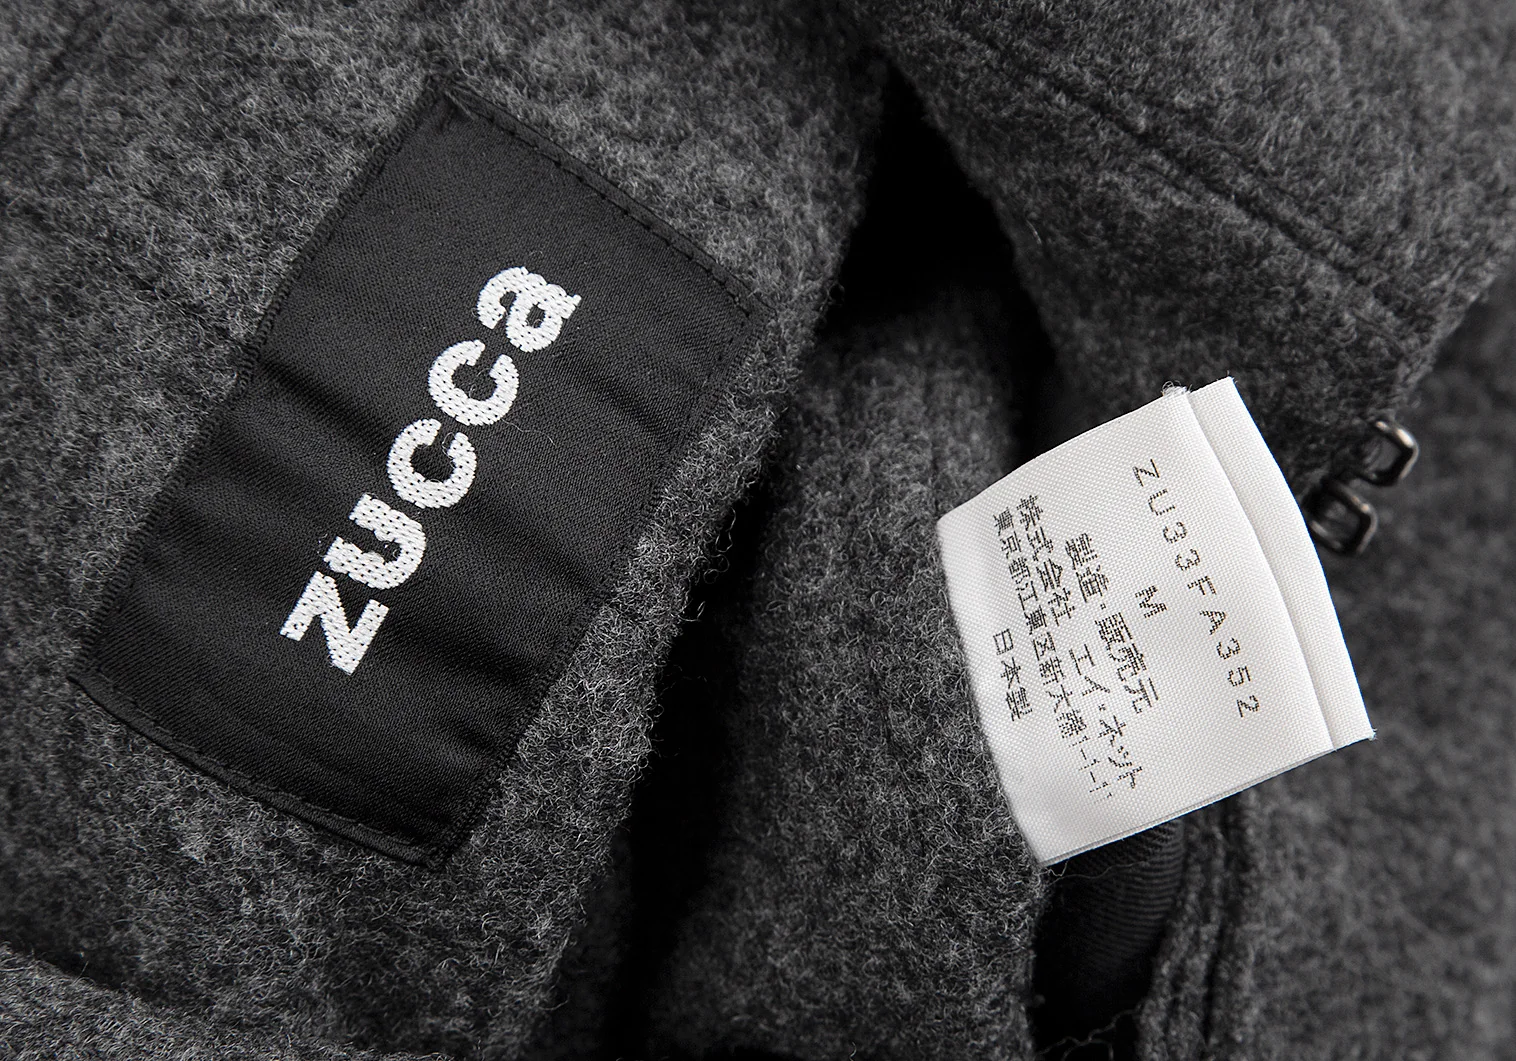 zucca
ZU33FA352
M
製造・販売元
株式会社 エイ・ネット
東京都江東区新大橋1-1-1
日本製